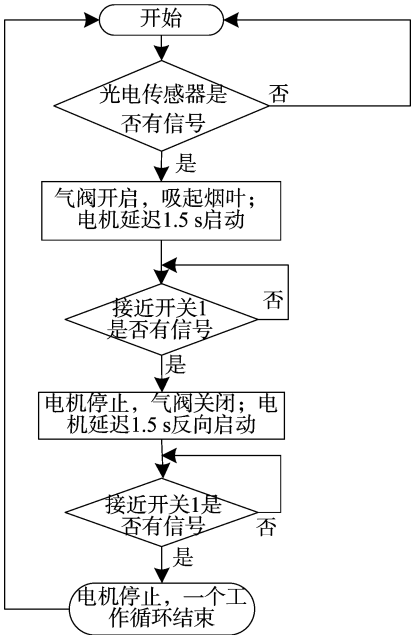 开始
光电传感器是
否有信号
否
是
气阀开启，吸起烟叶；
电机延迟1.5 s启动
接近开关1
是否有信号
否
是
电机停止，气阀关闭；电
机延迟1.5 s反向启动
接近开关1是
否有信号
否
是
电机停止，一个工
作循环结束